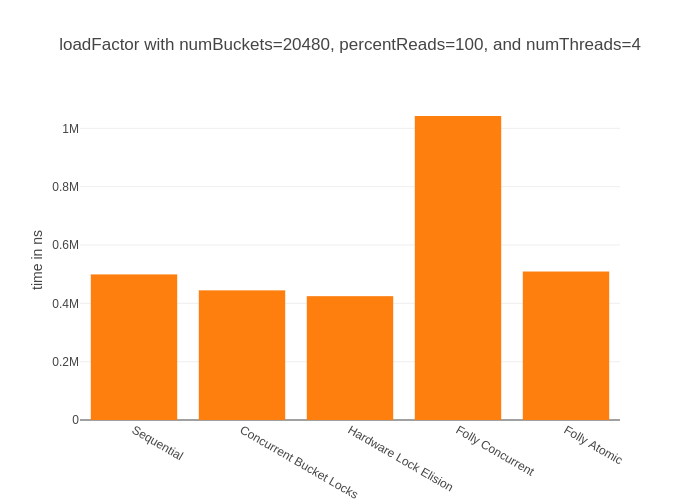 loadFactor with numBuckets=20480, percentReads=100, and numThreads=4
time in ns
1M
0.8M
0.6M
0.4M
0.2M
0
Sequential
Concurrent Bucket Locks
Hardware Lock Elision
Folly Concurrent
Folly Atomic